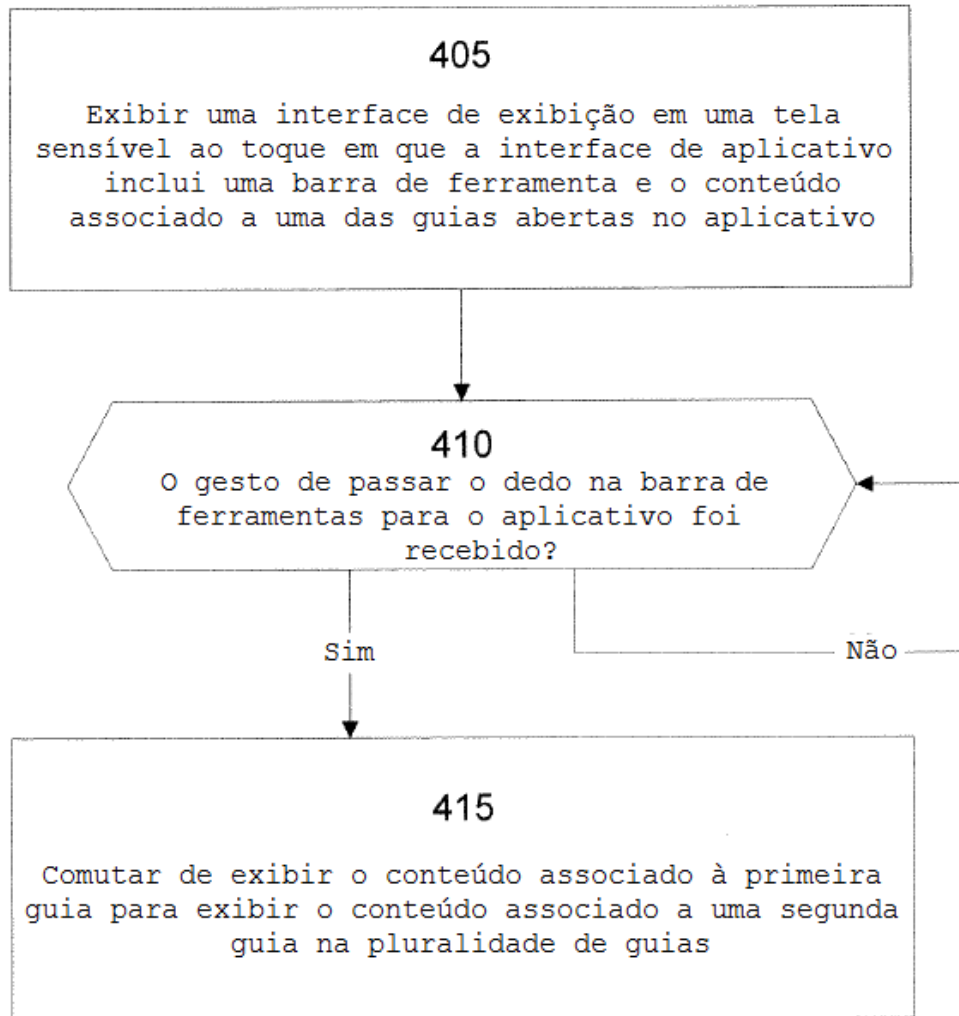 405
Exibir uma interface de exibição em uma tela
sensível ao toque em que a interface de aplicativo
inclui uma barra de ferramenta e o conteúdo
associado a uma das guias abertas no aplicativo
410
O gesto de passar o dedo na barra de
ferramentas para o aplicativo foi
recebido?
Sim
Não
415
Comutar de exibir o conteúdo associado à primeira
guia para exibir o conteúdo associado a uma segunda
guia na pluralidade de guias